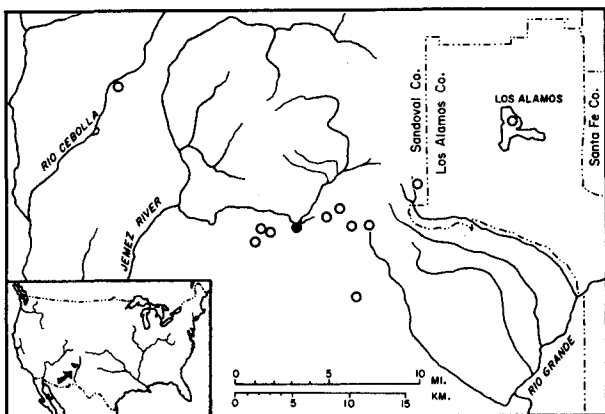 RIO CEBOLLA
JEMEZ RIVER
Sandoval Co.
Los Alamos Co.
LOS ALAMOS
Santa Fe Co.
RIO GRANDE
0 5 10
MI.
KM.
0 5 10 15